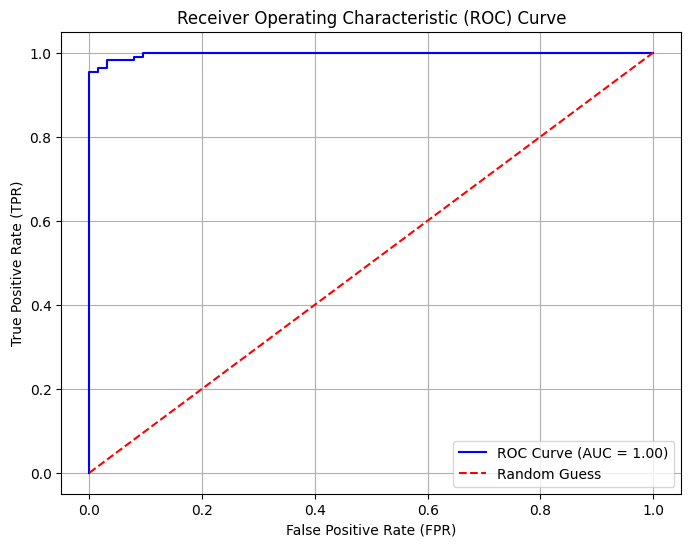 Receiver Operating Characteristic (ROC) Curve
True Positive Rate (TPR)
1.0
0.8
0.6
0.4
0.2
0.0
0.0 0.2 0.4 0.6 0.8 1.0
False Positive Rate (FPR)
ROC Curve (AUC = 1.00)
Random Guess